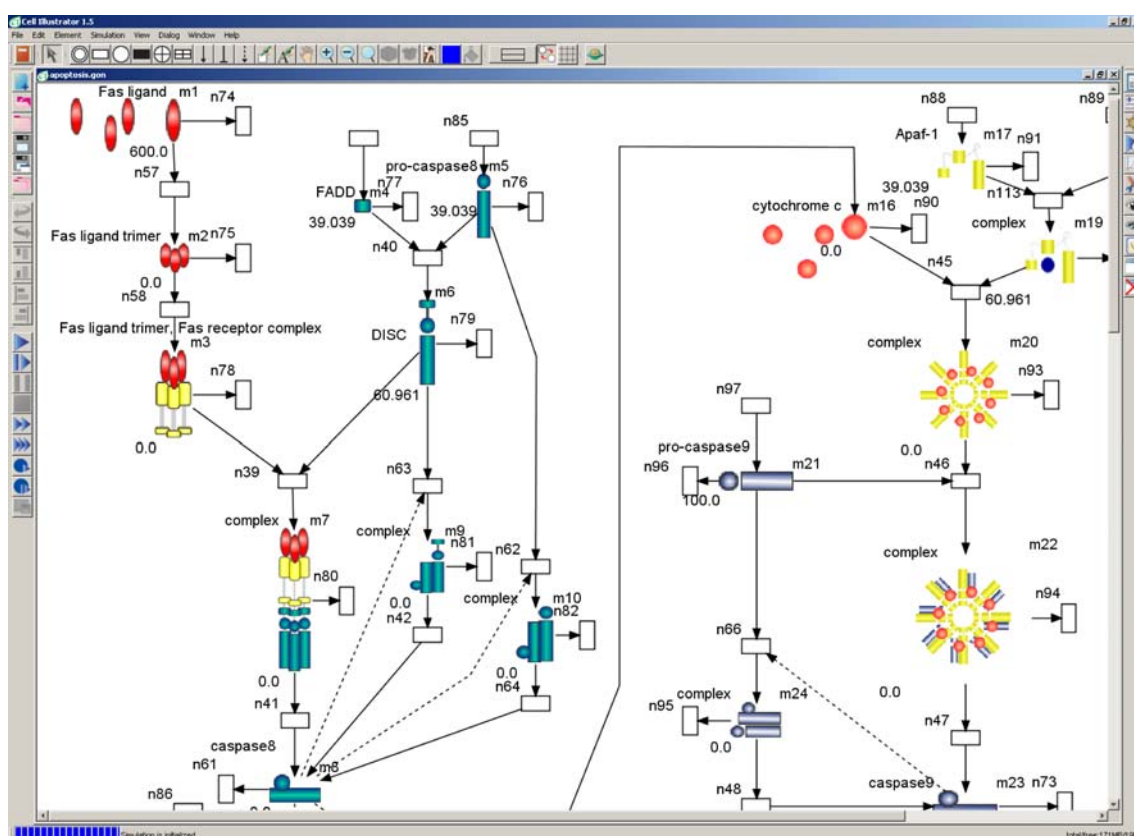 Cell Illustrator 1.5
File Edit Element Simulation View Dialog Window Help
apoptosis.gon
Fas ligand m1
n74
600.0
n57
Fas ligand trimer
m2
n75
0.0
n58
Fas ligand trimer, Fas receptor complex
m3
n78
0.0
n39
complex
m7
n80
0.0
n41
caspase8
n61
m8
n86
0.0
n85
pro-caspase8
m5
n77
n76
FADD
m4
39.039
39.039
n40
m6
n79
DISC
60.961
n63
complex
m9
n81
n62
0.0
complex
n42
m10
n82
0.0
n64
n88
n89
Apaf-1
m17
n91
39.039
n113
m16
n90
cytochrome c
complex
m19
0.0
n45
60.961
complex
m20
n93
n97
0.0
pro-caspase9
n96
m21
n46
100.0
complex
m22
n94
n66
complex
m24
0.0
n95
0.0
n47
caspase9
m23
n73
n48
Simulation is initialized